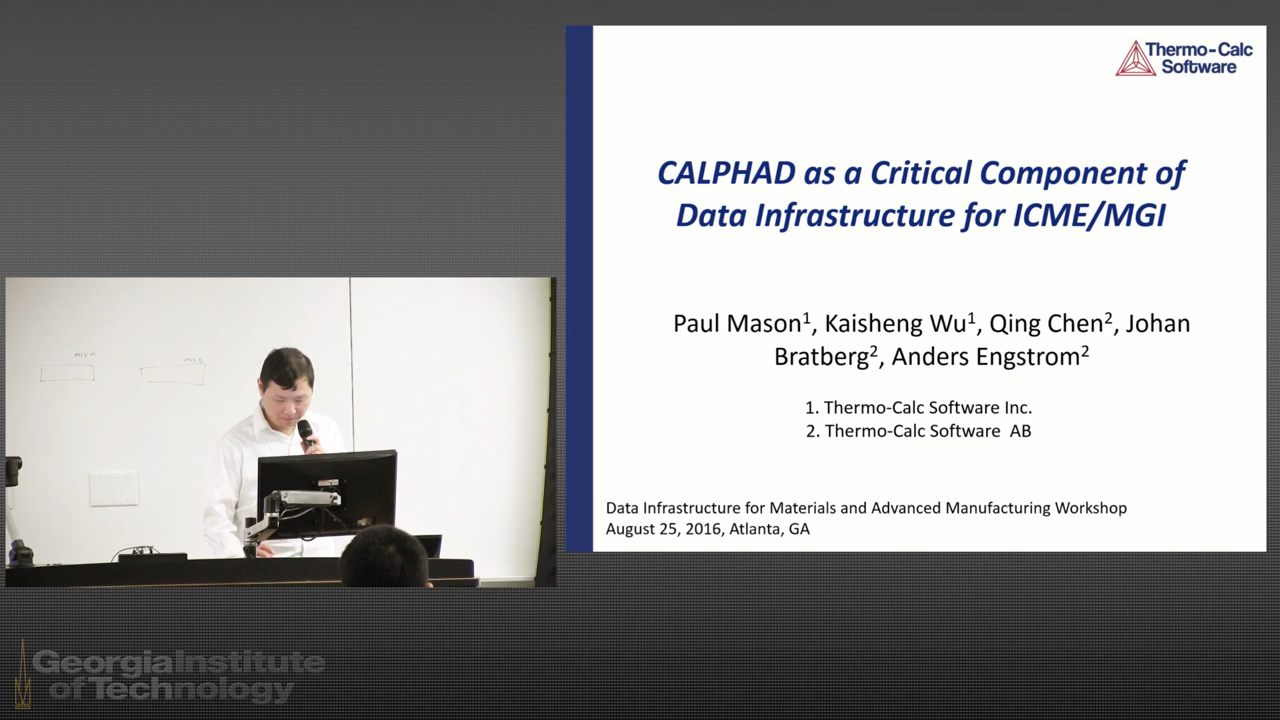 Thermo-Calc
Software
CALPHAD as a Critical Component of
Data Infrastructure for ICME/MGI
Paul Mason¹, Kaisheng Wu¹, Qing Chen², Johan
Bratberg², Anders Engstrom²
1. Thermo-Calc Software Inc.
2. Thermo-Calc Software AB
Data Infrastructure for Materials and Advanced Manufacturing Workshop
August 25, 2016, Atlanta, GA
GeorgiaInstitute
of Technology